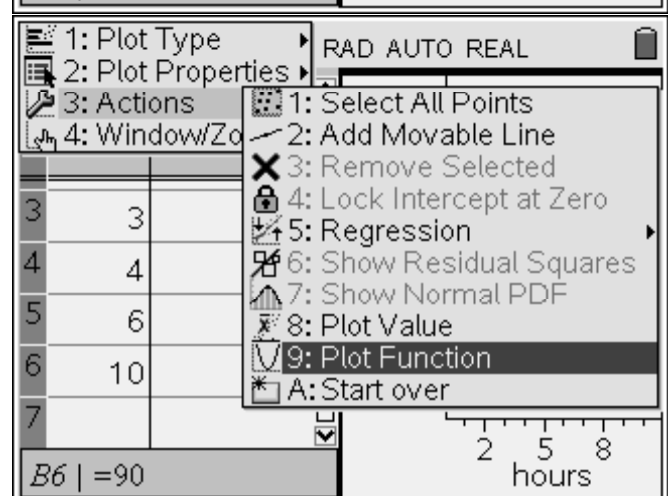 1: Plot Type
RAD AUTO REAL
2: Plot Properties
3: Actions
4: Window/Zo
1: Select All Points
2: Add Movable Line
3: Remove Selected
4: Lock Intercept at Zero
5: Regression
6: Show Residual Squares
7: Show Normal PDF
8: Plot Value
9: Plot Function
A: Start over
3 3
4 4
5 6
6 10
7
B6 | =90
2 5 8
hours